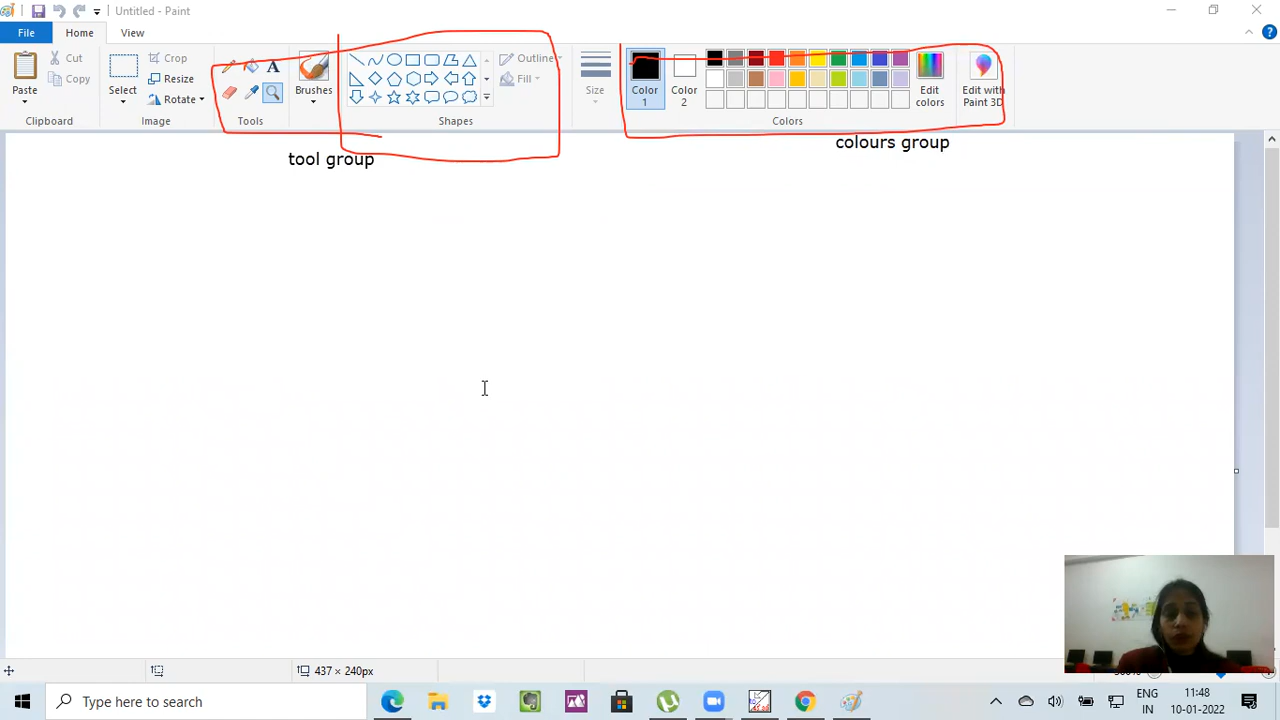 Untitled - Paint
File Home View
Paste Cut Copy Clipboard
Select Crop Resize Rotate Image
A Tools
Brushes
Shapes Outline Fill
Size
Color 1 Color 2 Edit colors Colors
Edit with Paint 3D
tool group
colours group
437 × 240px
Type here to search
ENG IN
11:48
10-01-2022